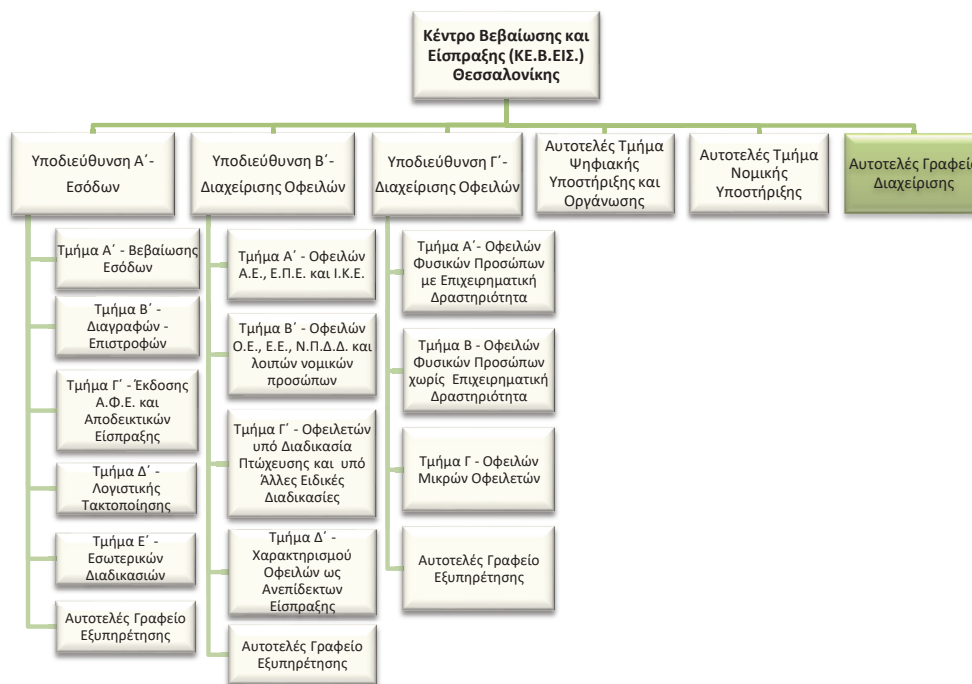 Κέντρο Βεβαίωσης και
Είσπραξης (ΚΕ.Β.ΕΙΣ.)
Θεσσαλονίκης
Υποδιεύθυνση Α΄-
Εσόδων
Υποδιεύθυνση Β΄-
Διαχείρισης Οφειλών
Υποδιεύθυνση Γ΄-
Διαχείρισης Οφειλών
Αυτοτελές Τμήμα
Ψηφιακής
Υποστήριξης και
Οργάνωσης
Αυτοτελές Τμήμα
Νομικής
Υποστήριξης
Αυτοτελές Γραφείο
Διαχείρισης
Τμήμα Α΄ - Βεβαίωσης
Εσόδων
Τμήμα Β΄ -
Διαγραφών -
Επιστροφών
Τμήμα Γ΄ - Έκδοσης
Α.Φ.Ε. και
Αποδεικτικών
Είσπραξης
Τμήμα Δ΄ -
Λογιστικής
Τακτοποίησης
Τμήμα Ε΄ -
Εσωτερικών
Διαδικασιών
Αυτοτελές Γραφείο
Εξυπηρέτησης
Τμήμα Α΄ - Οφειλών
Α.Ε., Ε.Π.Ε. και Ι.Κ.Ε.
Τμήμα Β΄ - Οφειλών
Ο.Ε., Ε.Ε., Ν.Π.Δ.Δ. και
λοιπών νομικών
προσώπων
Τμήμα Γ΄ - Οφειλετών
υπό Διαδικασία
Πτώχευσης και υπό
Άλλες Ειδικές
Διαδικασίες
Τμήμα Δ΄ -
Χαρακτηρισμού
Οφειλών ως
Ανεπίδεκτων
Είσπραξης
Αυτοτελές Γραφείο
Εξυπηρέτησης
Τμήμα Α΄- Οφειλών
Φυσικών Προσώπων
με Επιχειρηματική
Δραστηριότητα
Τμήμα Β - Οφειλών
Φυσικών Προσώπων
χωρίς Επιχειρηματική
Δραστηριότητα
Τμήμα Γ - Οφειλών
Μικρών Οφειλετών
Αυτοτελές Γραφείο
Εξυπηρέτησης